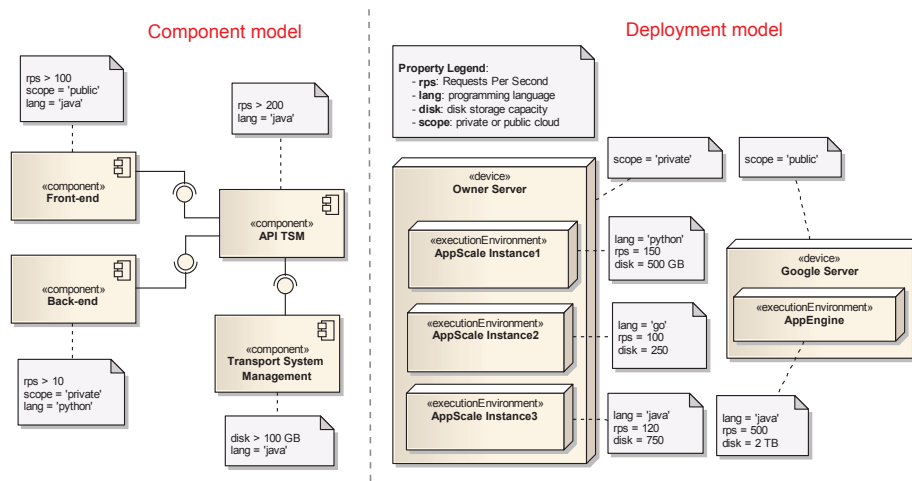 Component model
rps > 100
scope = 'public'
lang = 'java'
rps > 200
lang = 'java'
«component»
Front-end
«component»
API TSM
«component»
Back-end
«component»
Transport System
Management
rps > 10
scope = 'private'
lang = 'python'
disk > 100 GB
lang = 'java'
Deployment model
Property Legend:
- rps: Requests Per Second
- lang: programming language
- disk: disk storage capacity
- scope: private or public cloud
scope = 'private'
scope = 'public'
«device»
Owner Server
«executionEnvironment»
AppScale Instance1
lang = 'python'
rps = 150
disk = 500 GB
«executionEnvironment»
AppScale Instance2
lang = 'go'
rps = 100
disk = 250
«executionEnvironment»
AppScale Instance3
lang = 'java'
rps = 120
disk = 750
«device»
Google Server
«executionEnvironment»
AppEngine
lang = 'java'
rps = 500
disk = 2 TB